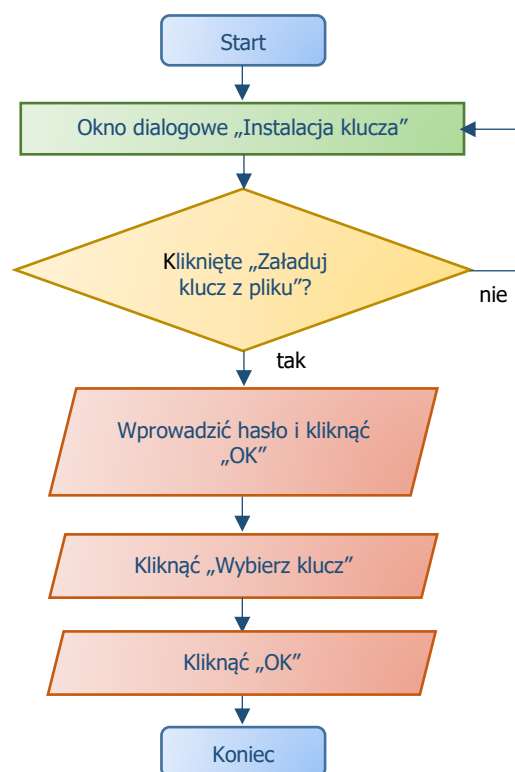 Start
Okno dialogowe „Instalacja klucza”
Kliknięte „Załaduj
klucz z pliku”?
nie
tak
Wprowadzić hasło i kliknąć
„OK”
Kliknąć „Wybierz klucz”
Kliknąć „OK”
Koniec